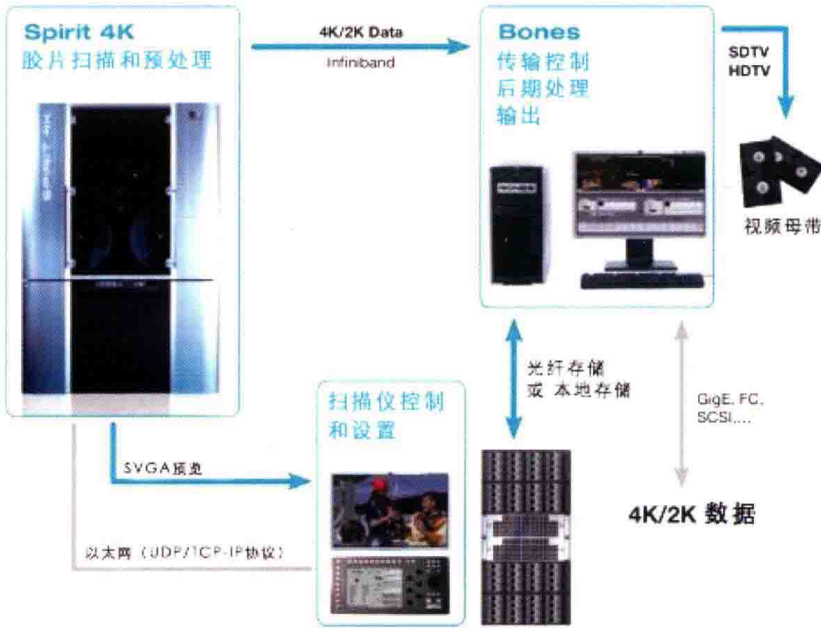 Spirit 4K
胶片扫描和预处理
4K/2K Data
Infiniband
Bones
传输控制
后期处理
输出
SDTV
HDTV
视频母带
光纤存储
或 本地存储
GigE, FC,
SCSI,...
4K/2K 数据
扫描仪控制
和设置
SVGA预览
以太网（UDP/TCP-IP协议）
SPIRIT 4K
BONES